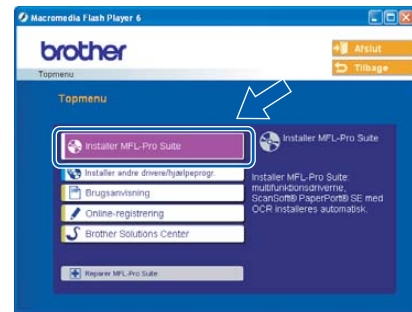 Macromedia Flash Player 6
brother
Afslut
Tilbage
Topmenu
Topmenu
Installer MFL-Pro Suite
Installer andre drivere/hjælpeprogr.
Brugsanvisning
Online-registrering
Brother Solutions Center
Reparer MFL-Pro Suite
Installer MFL-Pro Suite
Installer MFL-Pro Suite
multifunktionsdriverne,
ScanSoft® PaperPort® SE med
OCR installeres automatisk.